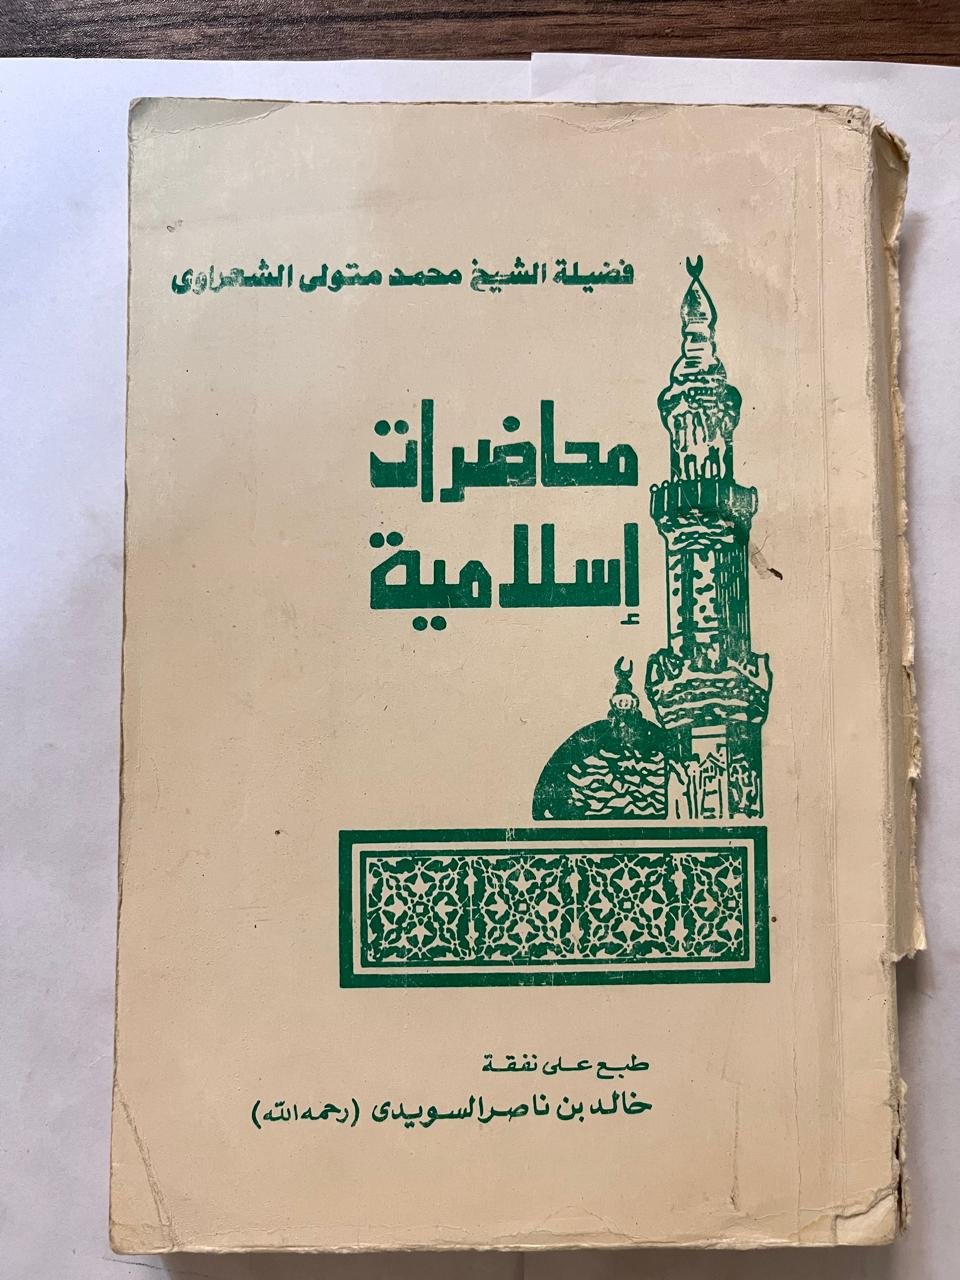 فضيلة الشيخ محمد متولى الشعراوى
محاضرات
إسلامية
طبع على نفقة
خالد بن ناصر السويدى (رحمه الله)